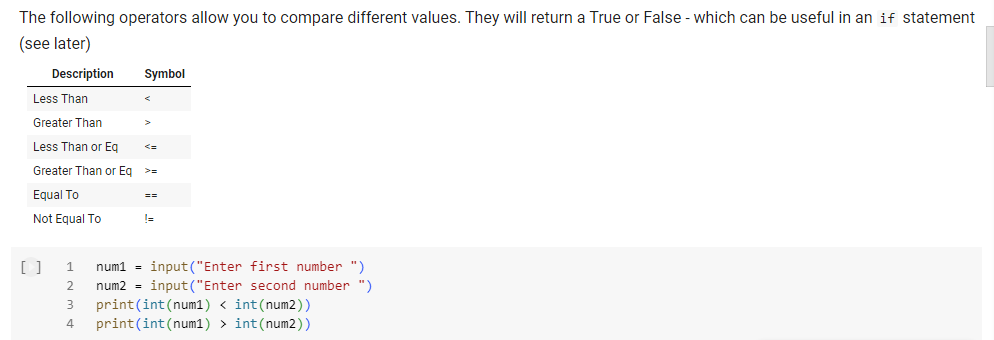 The following operators allow you to compare different values. They will return a True or False - which can be useful in an if statement
(see later)
Description Symbol
Less Than <
Greater Than >
Less Than or Eq <=
Greater Than or Eq >=
Equal To ==
Not Equal To !=
[ ] 1 num1 = input("Enter first number ")
2 num2 = input("Enter second number ")
3 print(int(num1) < int(num2))
4 print(int(num1) > int(num2))